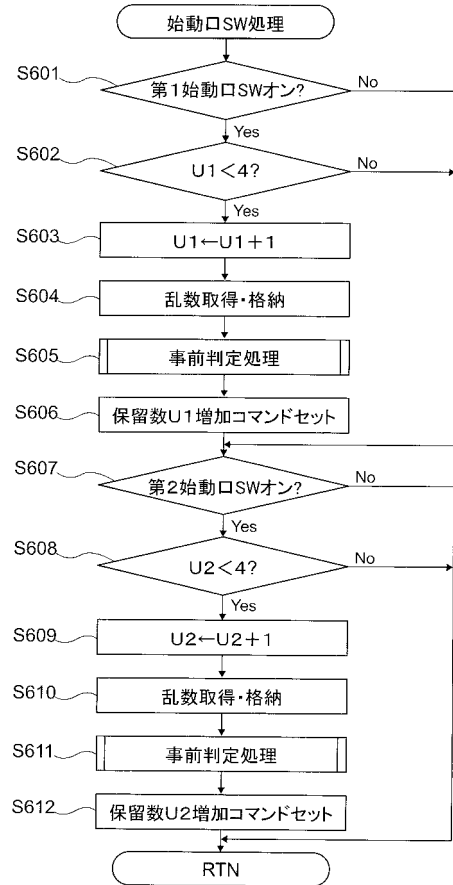 始動口SW処理
S601
第1始動口SWオン?
No
Yes
S602
U1<4?
No
Yes
S603
U1←U1+1
S604
乱数取得・格納
S605
事前判定処理
S606
保留数U1増加コマンドセット
S607
第2始動口SWオン?
No
Yes
S608
U2<4?
No
Yes
S609
U2←U2+1
S610
乱数取得・格納
S611
事前判定処理
S612
保留数U2増加コマンドセット
RTN